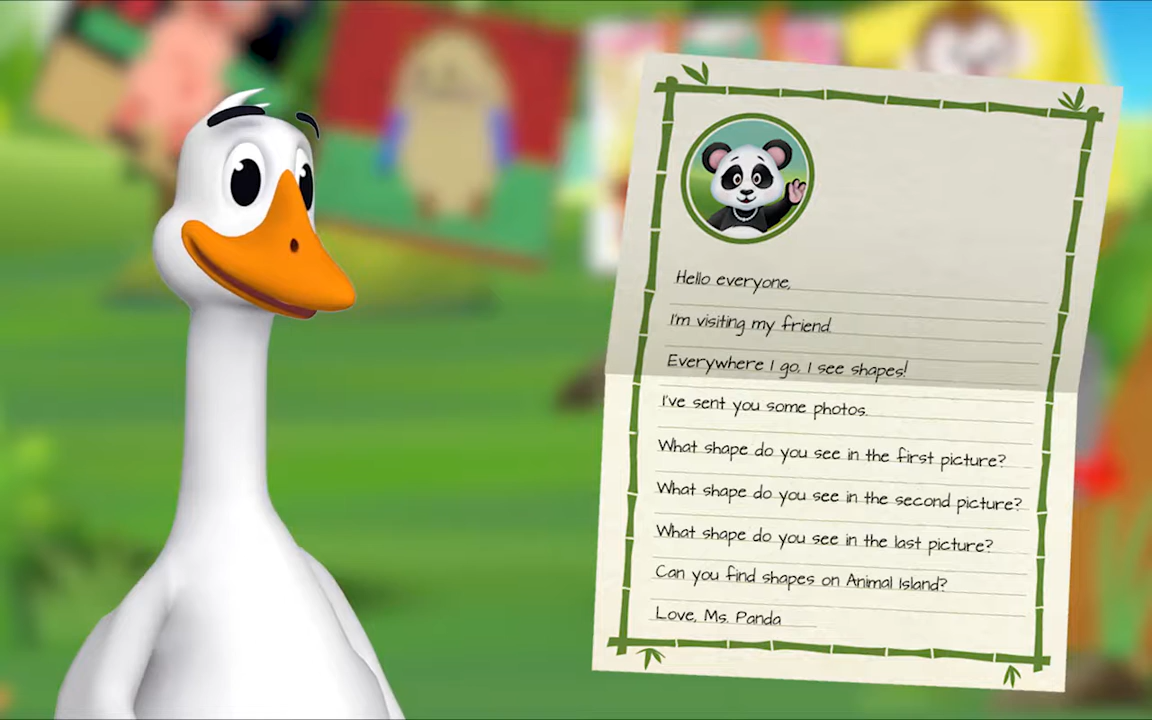 Hello everyone,
I'm visiting my friend.
Everywhere I go, I see shapes!
I've sent you some photos.
What shape do you see in the first picture?
What shape do you see in the second picture?
What shape do you see in the last picture?
Can you find shapes on Animal Island?
Love, Ms. Panda